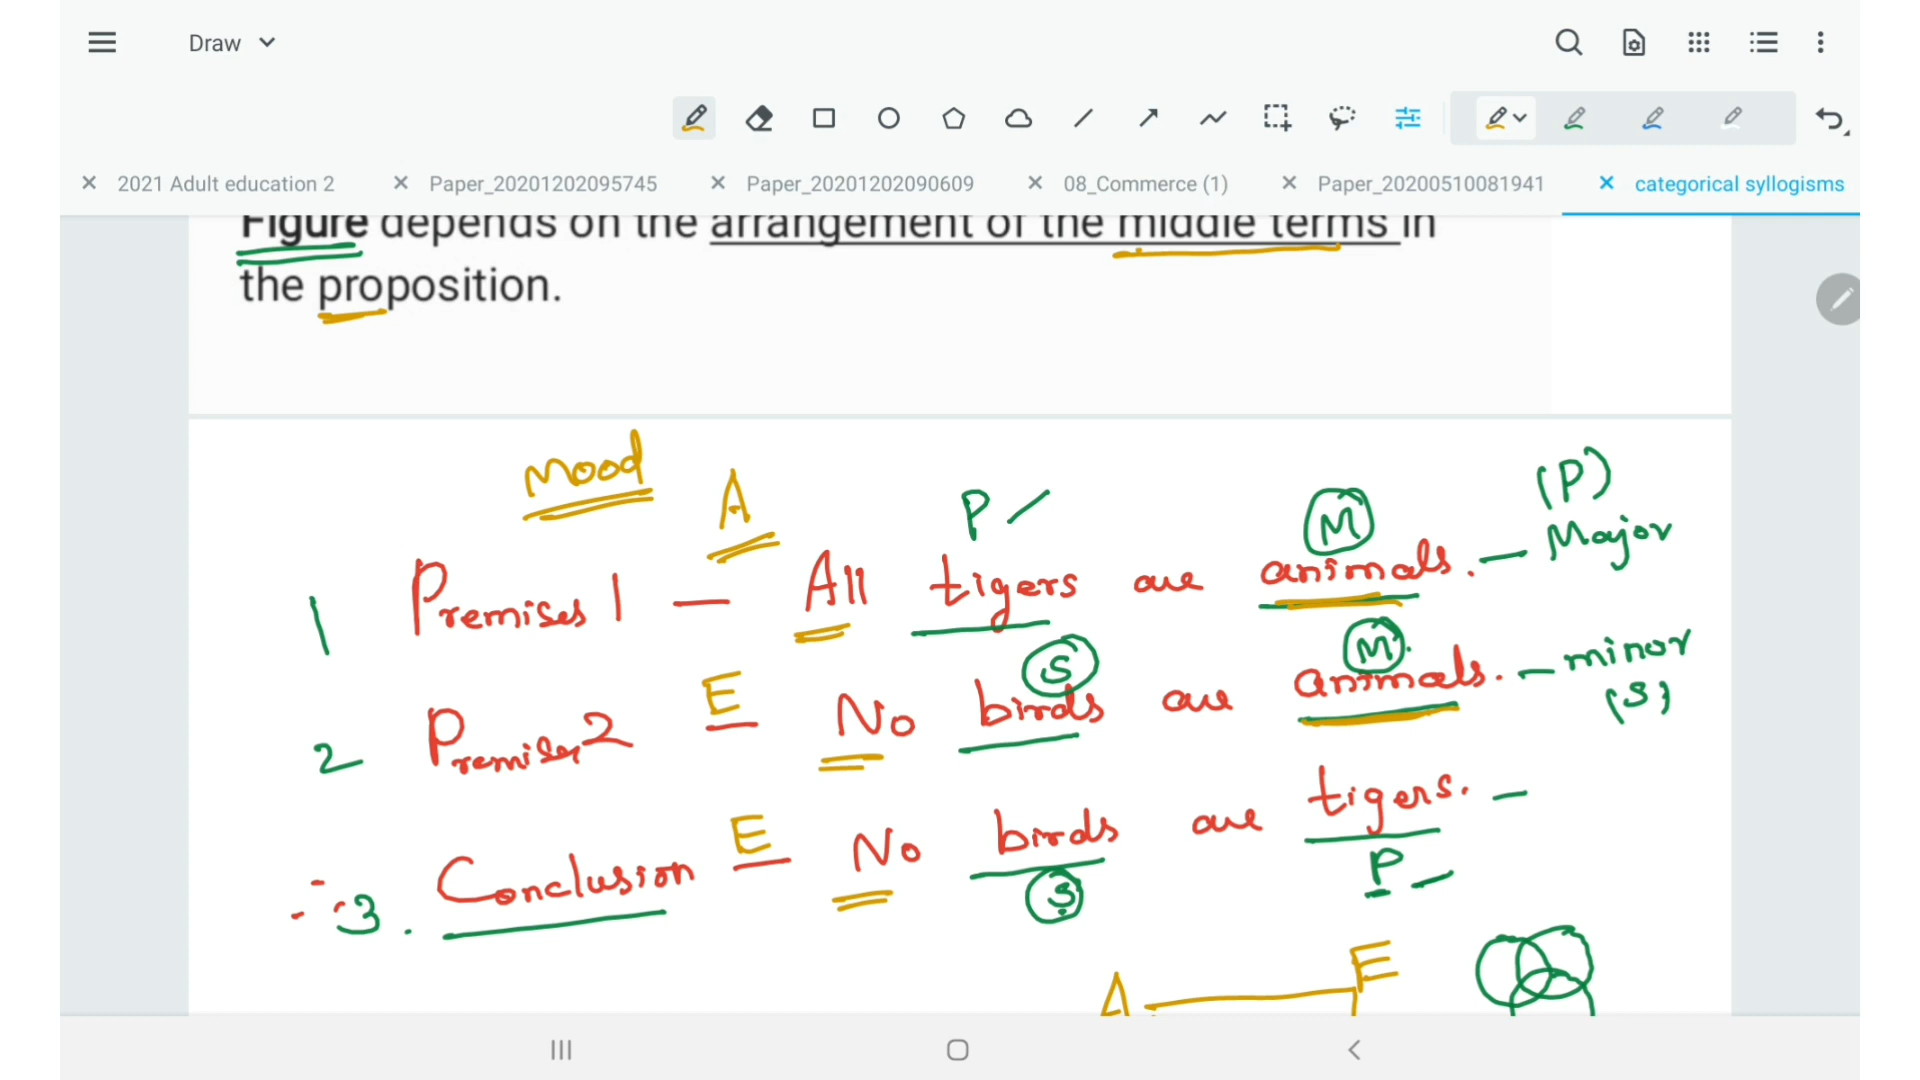 Draw
2021 Adult education 2 Paper_20201202095745 Paper_20201202090609 08_Commerce (1) Paper_20200510081941 categorical syllogisms
Figure depends on the arrangement of the middle terms in
the proposition.
Mood A P M (P)
1 Premises 1 — All tigers are animals. — Major
S M
2 E No birds are animals. — minor
(S)
3. Conclusion E No birds are tigers. —
S P —
A E